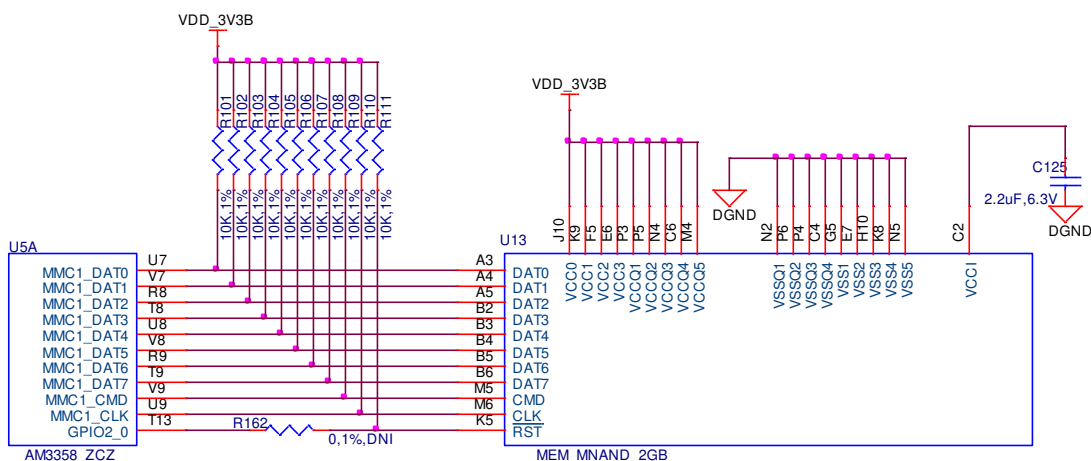 VDD_3V3B
R101
R102
R103
R104
R105
R106
R107
R108
R109
R110
R111
10K,1%
10K,1%
10K,1%
10K,1%
10K,1%
10K,1%
10K,1%
10K,1%
10K,1%
10K,1%
10K,1%
VDD_3V3B
DGND
C125
2.2uF,6.3V
DGND
J10
K9
F5
E6
P3
P5
N4
C6
M4
N2
P6
P4
C4
G5
E7
H10
K8
N5
C2
VCC0
VCC1
VCC2
VCC3
VCCQ1
VCCQ2
VCCQ3
VCCQ4
VCCQ5
VSSQ1
VSSQ2
VSSQ3
VSSQ4
VSS1
VSS2
VSS3
VSS4
VSS5
VCCI
U5A
U13
MMC1_DAT0 U7 A3 DAT0
MMC1_DAT1 V7 A4 DAT1
MMC1_DAT2 R8 A5 DAT2
MMC1_DAT3 T8 B2 DAT3
MMC1_DAT4 U8 B3 DAT4
MMC1_DAT5 V8 B4 DAT5
MMC1_DAT6 R9 B5 DAT6
MMC1_DAT7 T9 B6 DAT7
MMC1_CMD V9 M5 CMD
MMC1_CLK U9 M6 CLK
GPIO2_0 T13 R162 0,1%,DNI K5 RST
AM3358_ZCZ
MEM_MNAND_2GB